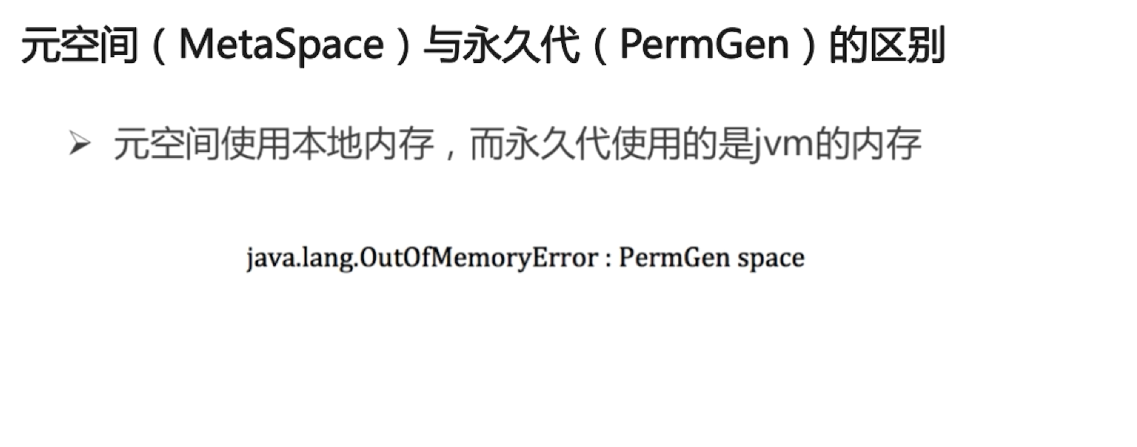 元空间（MetaSpace）与永久代（PermGen）的区别
元空间使用本地内存，而永久代使用的是jvm的内存
java.lang.OutOfMemoryError : PermGen space